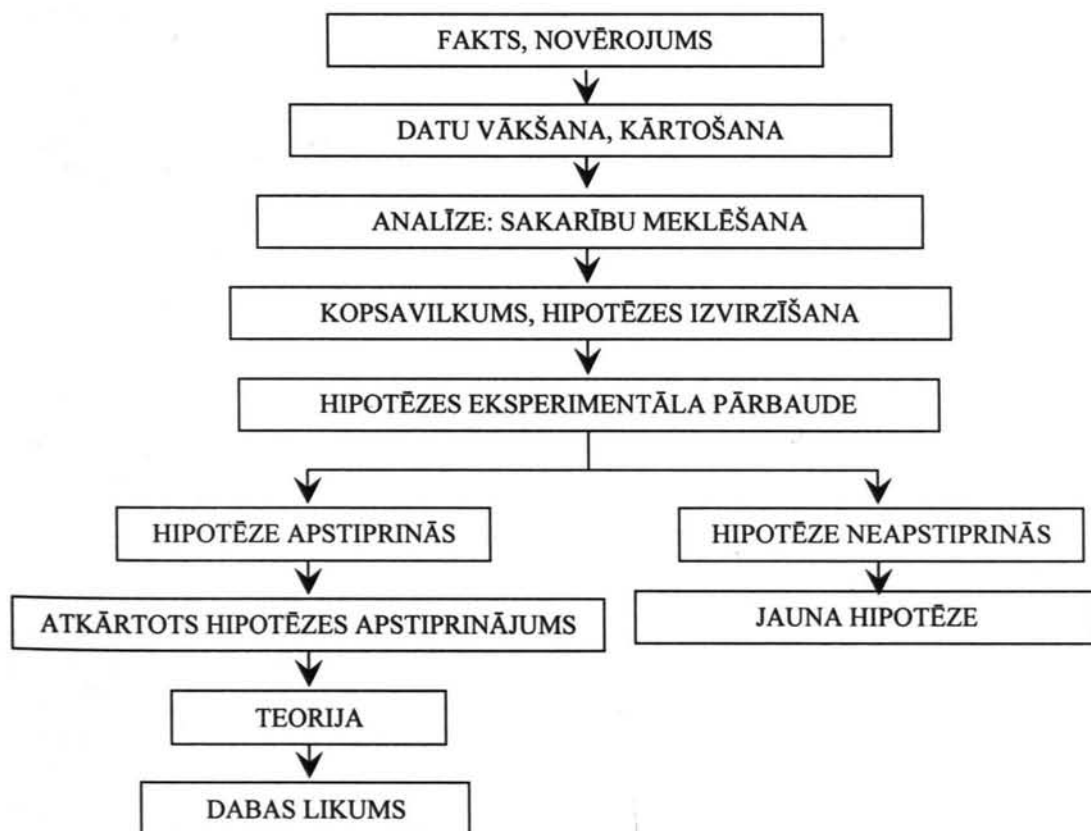 FAKTS, NOVĒROJUMS
DATU VĀKŠANA, KĀRTOŠANA
ANALĪZE: SAKARĪBU MEKLĒŠANA
KOPSAVILKUMS, HIPOTĒZES IZVIRZĪŠANA
HIPOTĒZES EKSPERIMENTĀLA PĀRBAUDE
HIPOTĒZE APSTIPRINĀS
HIPOTĒZE NEAPSTIPRINĀS
ATKĀRTOTS HIPOTĒZES APSTIPRINĀJUMS
JAUNA HIPOTĒZE
TEORIJA
DABAS LIKUMS